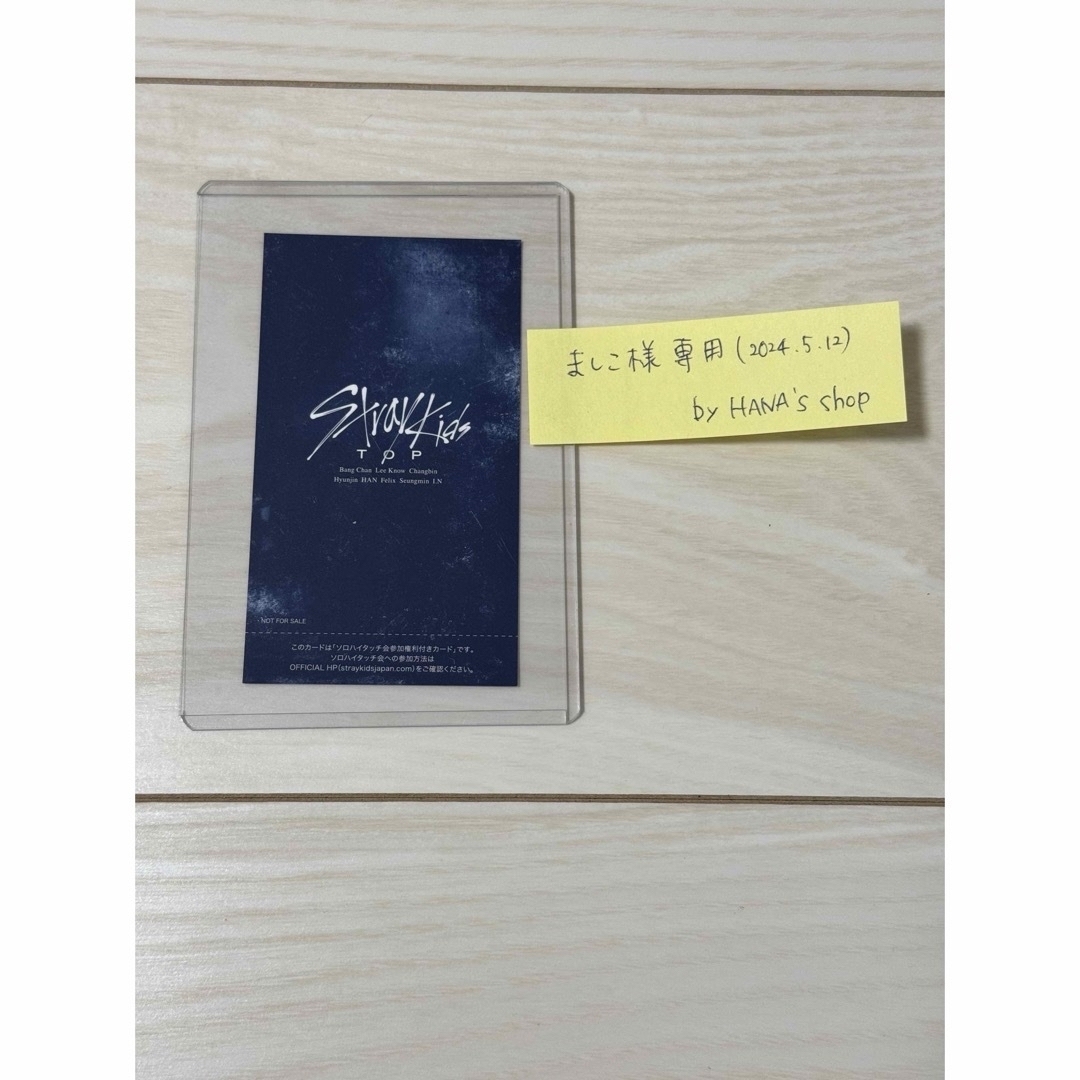 Stray Kids
TOP
Bang Chan Lee Know Changbin
Hyunjin HAN Felix Seungmin I.N
NOT FOR SALE
このカードは「ソロハイタッチ会参加権利付きカード」です。
ソロハイタッチ会への参加方法は
OFFICIAL HP(straykidsjapan.com)をご確認ください。
ましこ様 専用 (2024.5.12)
by HANA's shop